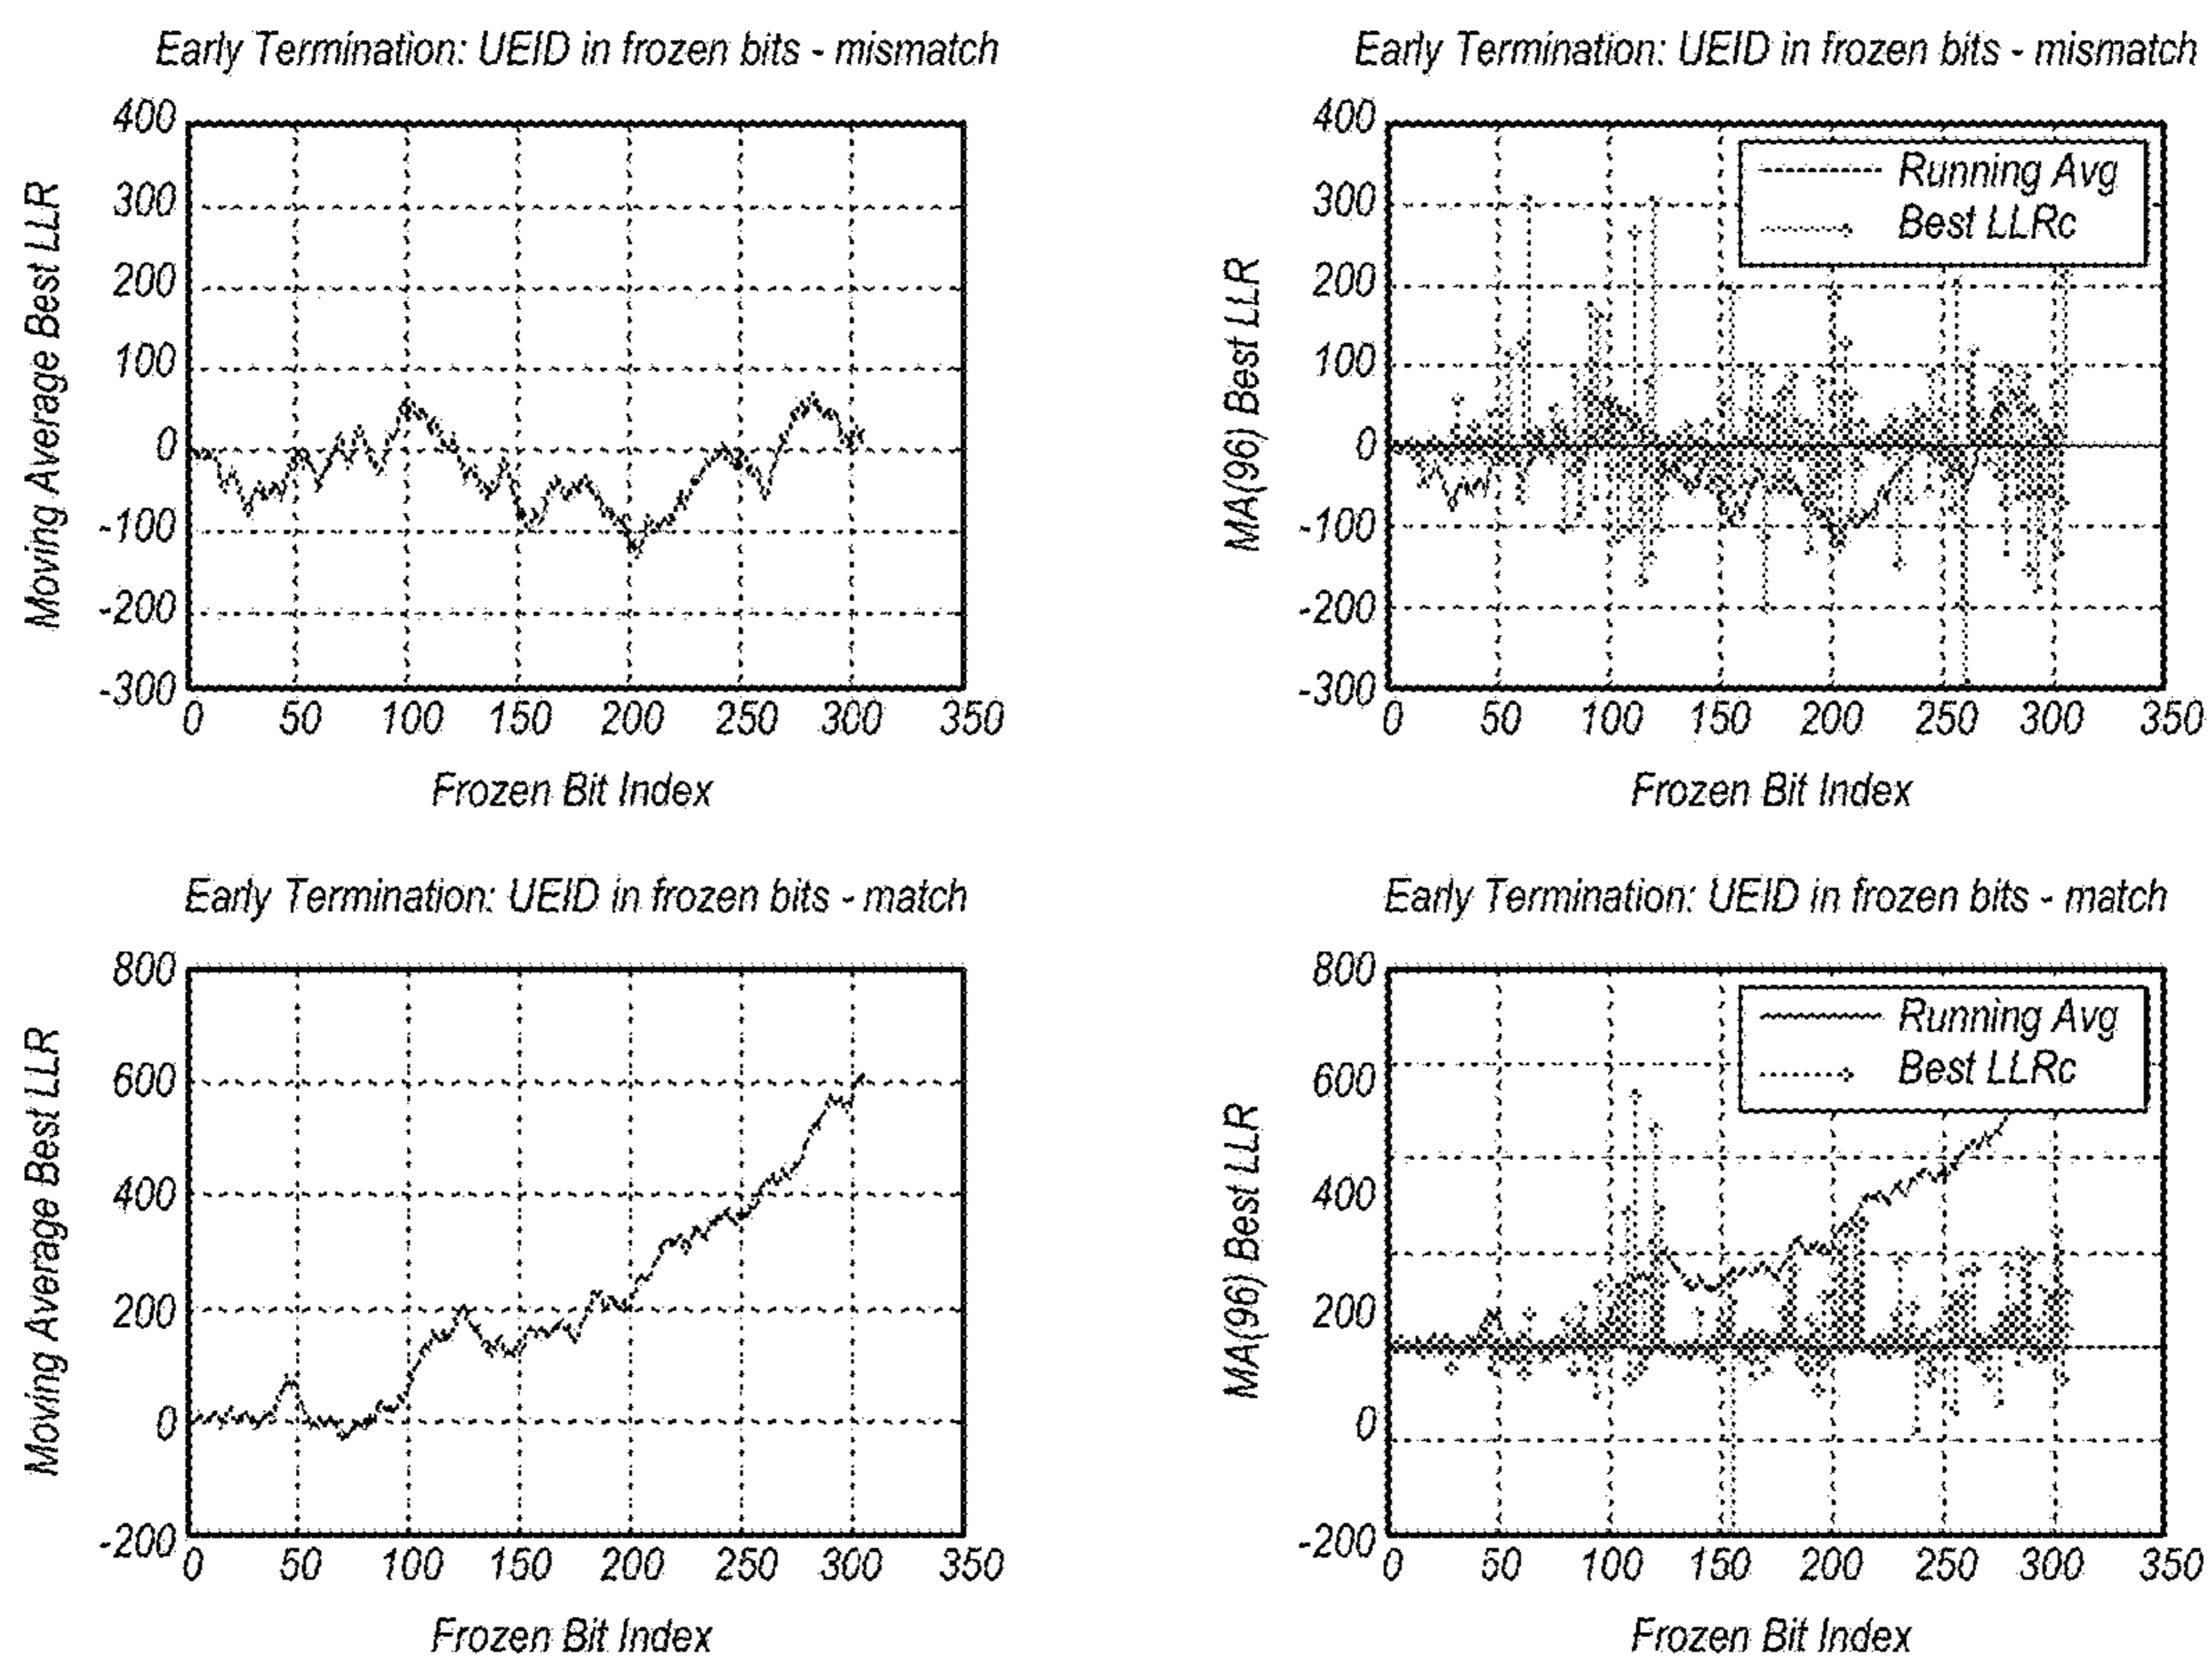 Early Termination: UEID in frozen bits - mismatch
Moving Average Best LLR
400
300
200
100
0
-100
-200
-300
0 50 100 150 200 250 300 350
Frozen Bit Index
Early Termination: UEID in frozen bits - mismatch
MA(96) Best LLR
400
300
200
100
0
-100
-200
-300
Running Avg
Best LLRc
0 50 100 150 200 250 300 350
Frozen Bit Index
Early Termination: UEID in frozen bits - match
Moving Average Best LLR
800
600
400
200
0
-200
0 50 100 150 200 250 300 350
Frozen Bit Index
Early Termination: UEID in frozen bits - match
MA(96) Best LLR
800
600
400
200
0
-200
Running Avg
Best LLRc
0 50 100 150 200 250 300 350
Frozen Bit Index